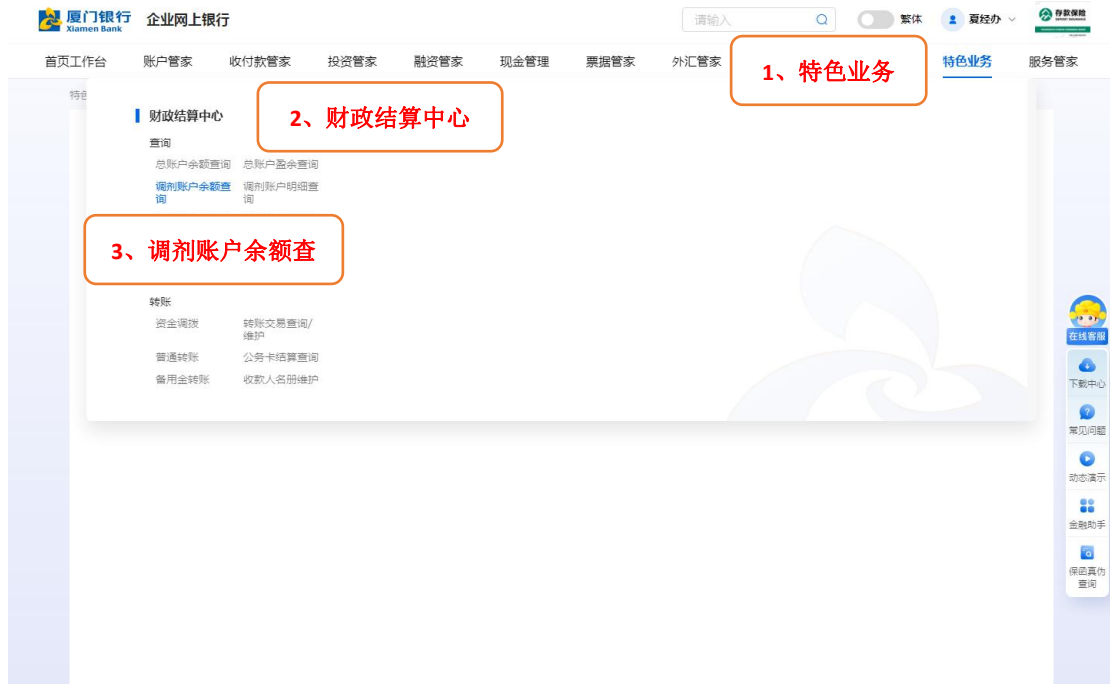 厦门银行 企业网上银行 请输入 繁体 夏经办 存款保险
Xiamen Bank
首页工作台 账户管家 收付款管家 投资管家 融资管家 现金管理 票据管家 外汇管家 特色业务 服务管家
1、特色业务
特色
财政结算中心
2、财政结算中心
查询
总账户余额查询 总账户盈余查询
调剂账户余额查 调剂账户明细查
询 询
3、调剂账户余额查
转账
资金调拨 转账交易查询/
维护
普通转账 公务卡结算查询
备用金转账 收款人名册维护
在线客服
下载中心
常见问题
动态演示
金融助手
保函真伪
查询